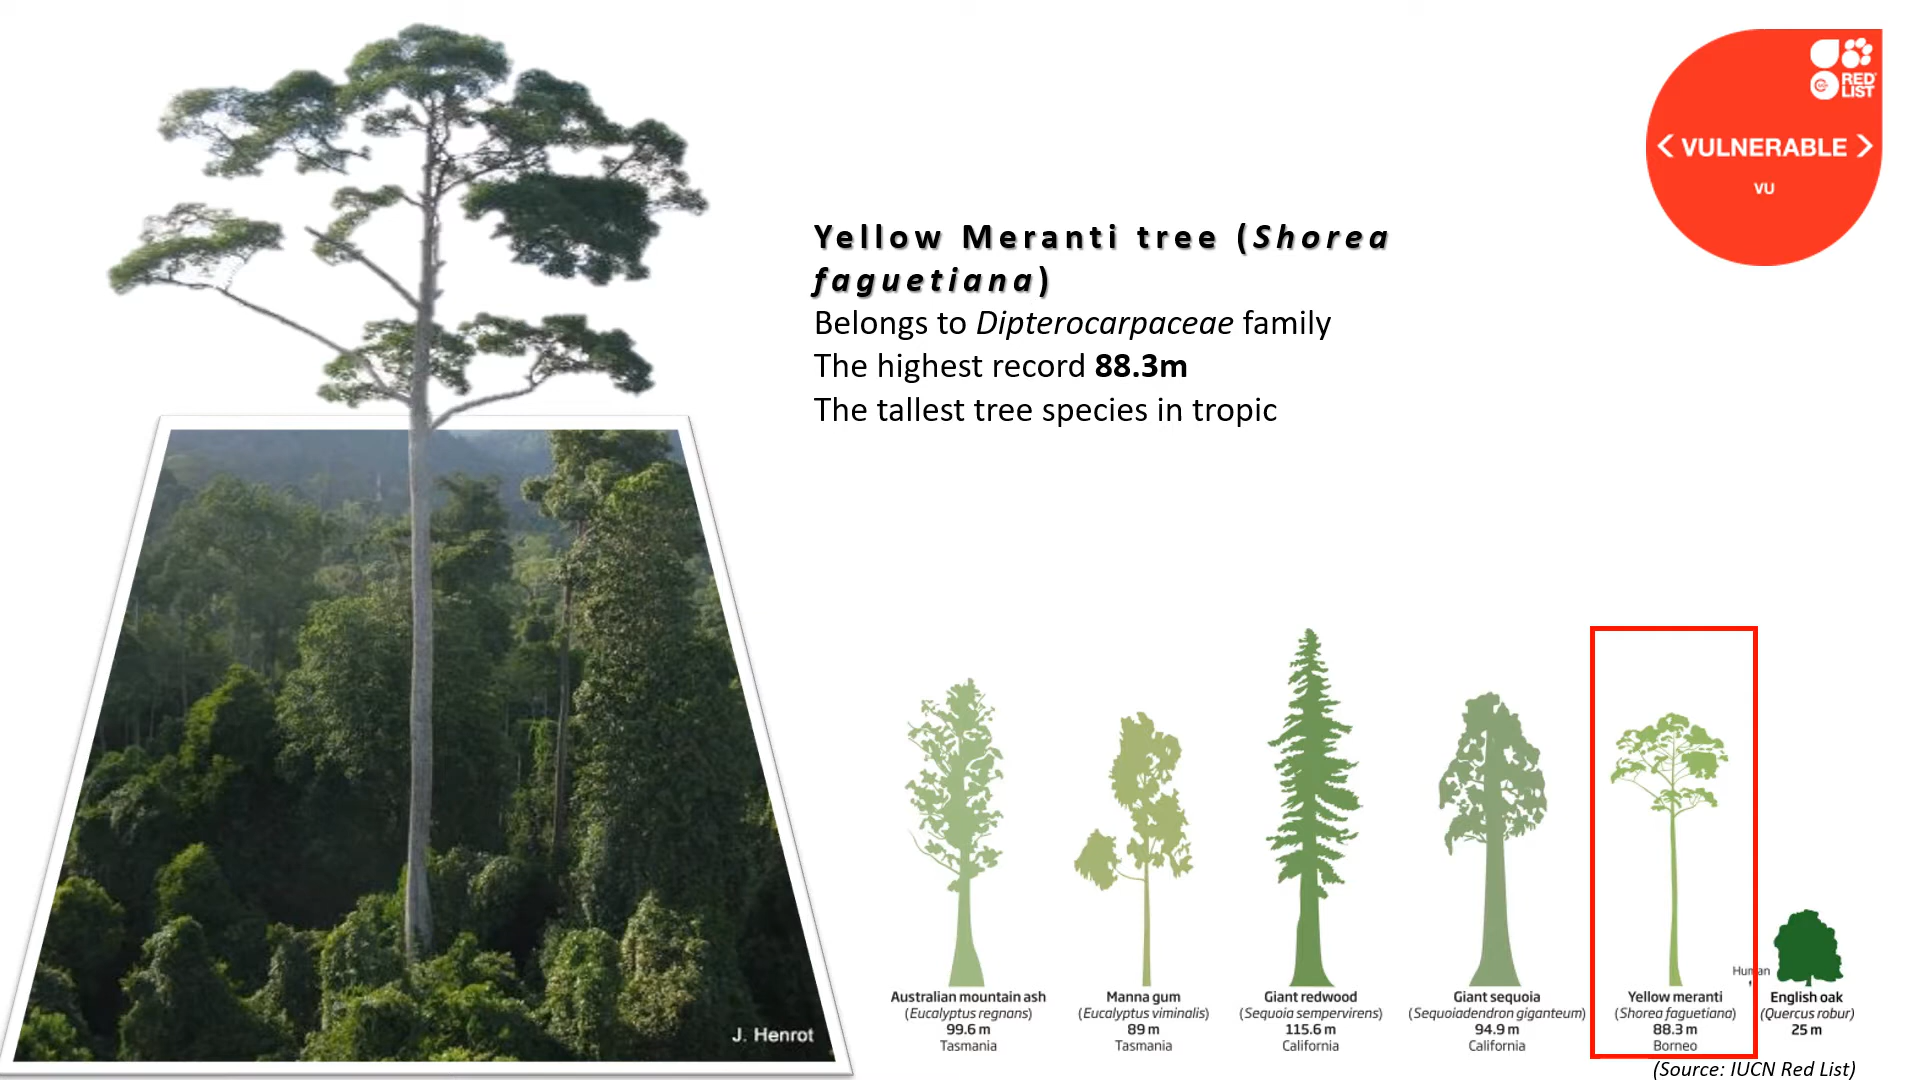 RED
LIST
< VULNERABLE >
VU
Yellow Meranti tree (Shorea
faguetiana)
Belongs to Dipterocarpaceae family
The highest record 88.3m
The tallest tree species in tropic
J. Henrot
Australian mountain ash
(Eucalyptus regnans)
99.6 m
Tasmania
Manna gum
(Eucalyptus viminalis)
89 m
Tasmania
Giant redwood
(Sequoia sempervirens)
115.6 m
California
Giant sequoia
(Sequoiadendron giganteum)
94.9 m
California
Yellow meranti
(Shorea faguetiana)
88.3 m
Borneo
Human
English oak
(Quercus robur)
25 m
(Source: IUCN Red List)